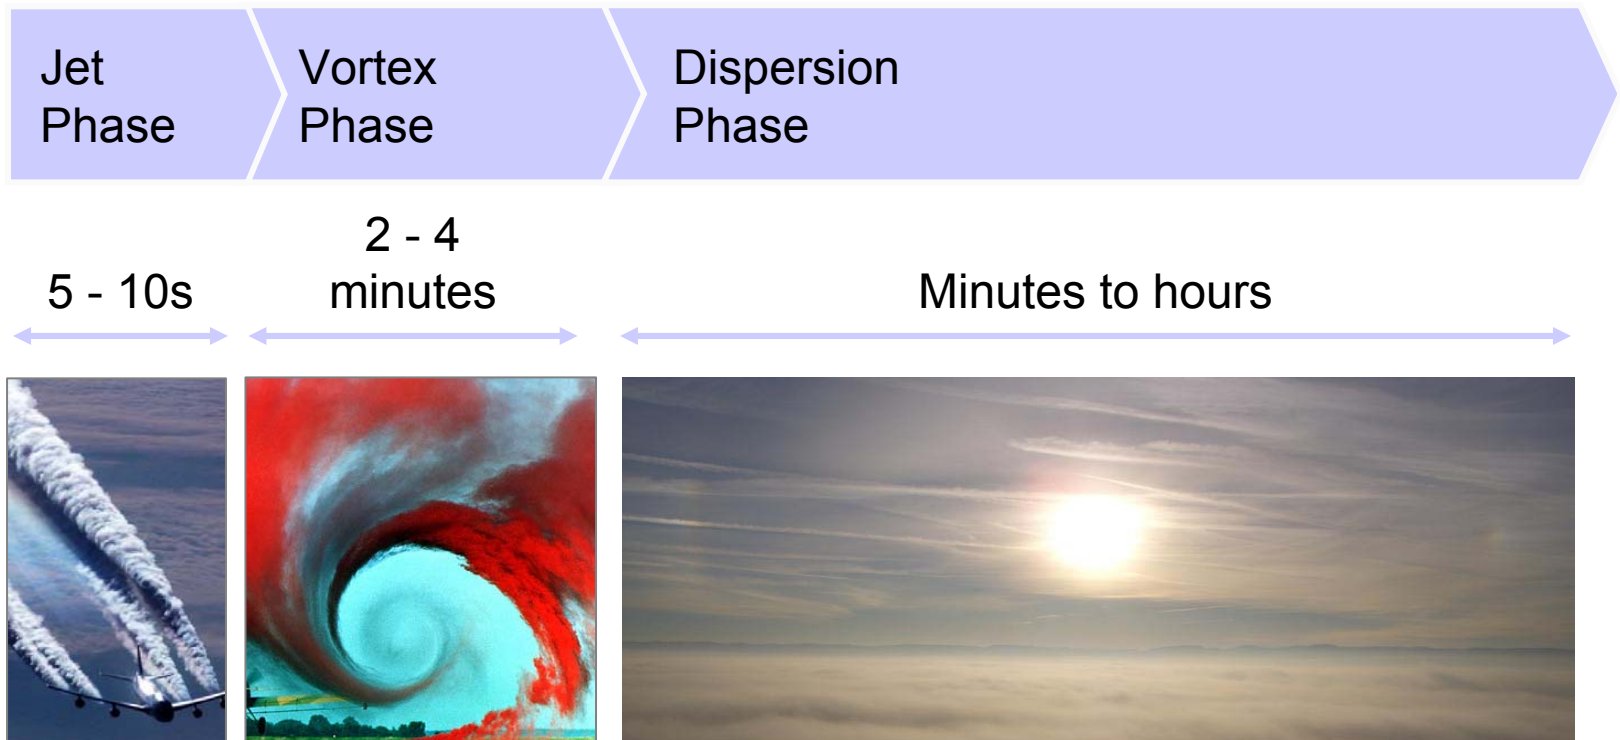 Jet
Phase
Vortex
Phase
Dispersion
Phase
5 - 10s
2 - 4
minutes
Minutes to hours